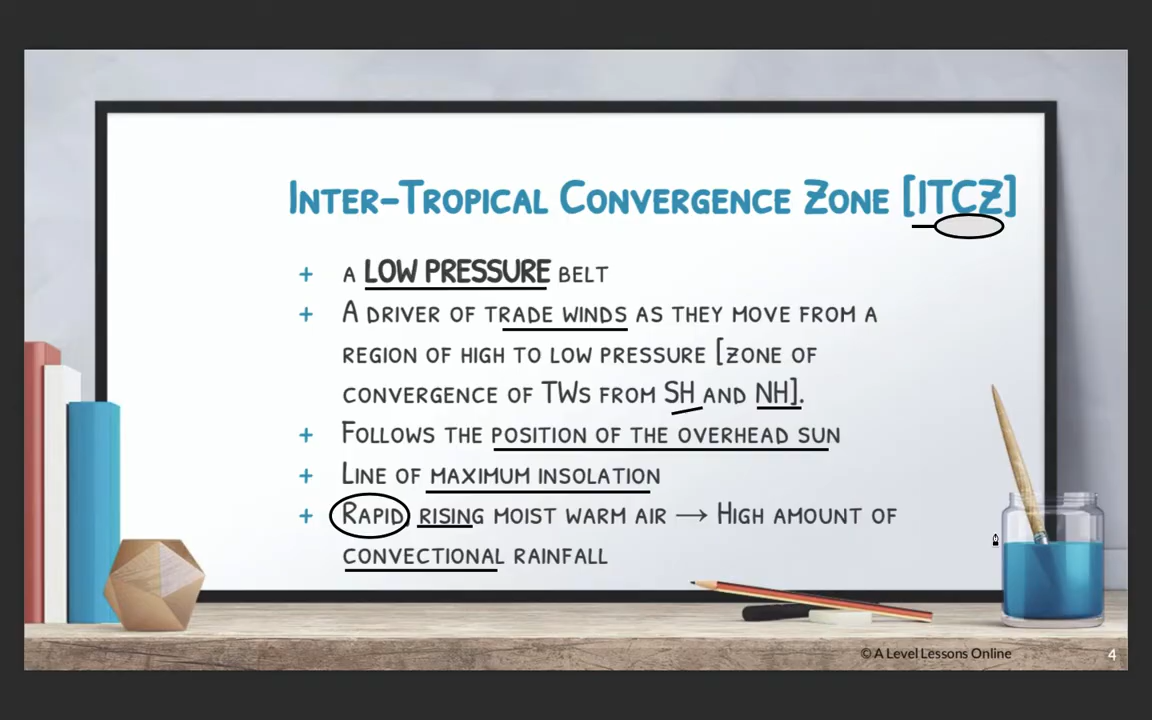 Inter-Tropical Convergence Zone [ITCZ]
+ a LOW PRESSURE belt
+ A driver of trade winds as they move from a
region of high to low pressure [zone of
convergence of TWs from SH and NH].
+ Follows the position of the overhead sun
+ Line of maximum insolation
+ Rapid, rising moist warm air → High amount of
convectional rainfall
© A Level Lessons Online
4